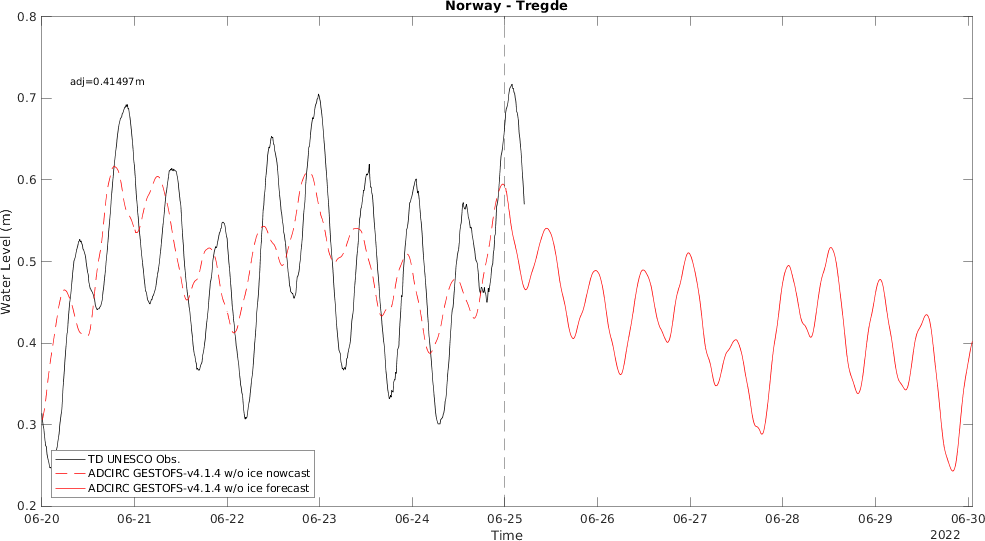 Norway - Tregde
0.8
0.7
0.6
0.5
0.4
0.3
0.2
Water Level (m)
adj=0.41497m
TD UNESCO Obs.
ADCIRC GESTOFS-v4.1.4 w/o ice nowcast
ADCIRC GESTOFS-v4.1.4 w/o ice forecast
06-20 06-21 06-22 06-23 06-24 06-25 06-26 06-27 06-28 06-29 06-30
Time
2022